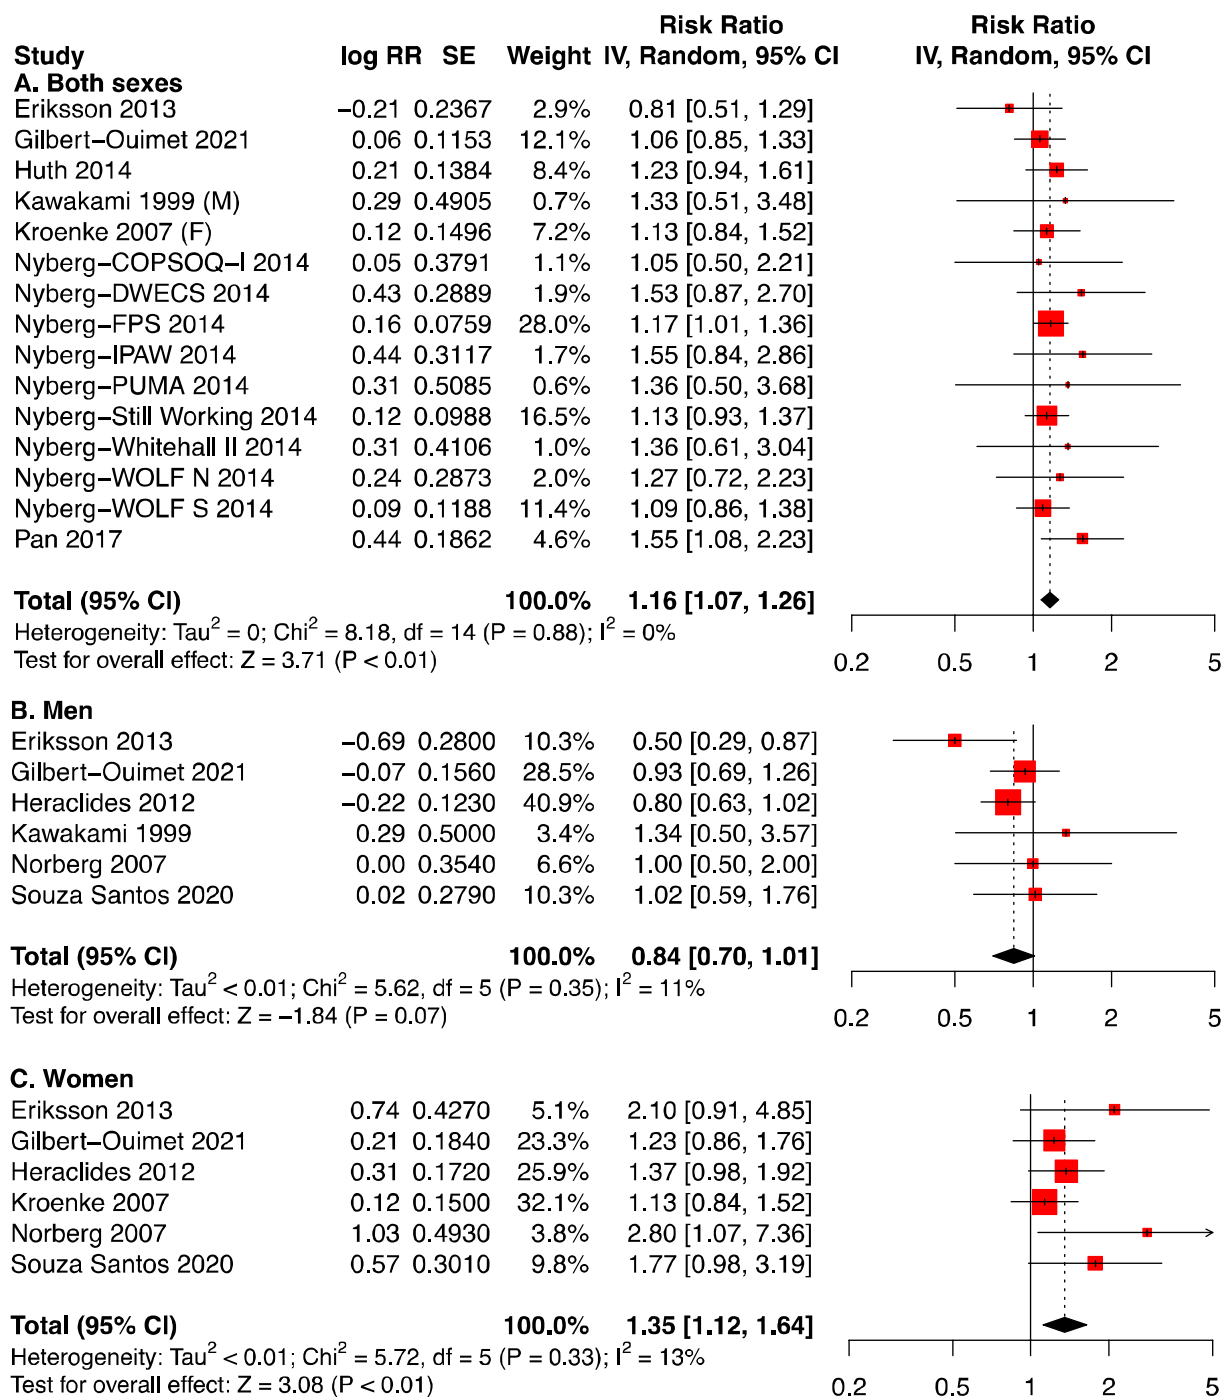 Risk Ratio Risk Ratio
Study log RR SE Weight IV, Random, 95% CI IV, Random, 95% CI
A. Both sexes
Eriksson 2013 −0.21 0.2367 2.9% 0.81 [0.51, 1.29]
Gilbert−Ouimet 2021 0.06 0.1153 12.1% 1.06 [0.85, 1.33]
Huth 2014 0.21 0.1384 8.4% 1.23 [0.94, 1.61]
Kawakami 1999 (M) 0.29 0.4905 0.7% 1.33 [0.51, 3.48]
Kroenke 2007 (F) 0.12 0.1496 7.2% 1.13 [0.84, 1.52]
Nyberg−COPSOQ−I 2014 0.05 0.3791 1.1% 1.05 [0.50, 2.21]
Nyberg−DWECS 2014 0.43 0.2889 1.9% 1.53 [0.87, 2.70]
Nyberg−FPS 2014 0.16 0.0759 28.0% 1.17 [1.01, 1.36]
Nyberg−IPAW 2014 0.44 0.3117 1.7% 1.55 [0.84, 2.86]
Nyberg−PUMA 2014 0.31 0.5085 0.6% 1.36 [0.50, 3.68]
Nyberg−Still Working 2014 0.12 0.0988 16.5% 1.13 [0.93, 1.37]
Nyberg−Whitehall II 2014 0.31 0.4106 1.0% 1.36 [0.61, 3.04]
Nyberg−WOLF N 2014 0.24 0.2873 2.0% 1.27 [0.72, 2.23]
Nyberg−WOLF S 2014 0.09 0.1188 11.4% 1.09 [0.86, 1.38]
Pan 2017 0.44 0.1862 4.6% 1.55 [1.08, 2.23]
Total (95% CI) 100.0% 1.16 [1.07, 1.26]
Heterogeneity: Tau² = 0; Chi² = 8.18, df = 14 (P = 0.88); I² = 0%
Test for overall effect: Z = 3.71 (P < 0.01)
0.2 0.5 1 2 5
B. Men
Eriksson 2013 −0.69 0.2800 10.3% 0.50 [0.29, 0.87]
Gilbert−Ouimet 2021 −0.07 0.1560 28.5% 0.93 [0.69, 1.26]
Heraclides 2012 −0.22 0.1230 40.9% 0.80 [0.63, 1.02]
Kawakami 1999 0.29 0.5000 3.4% 1.34 [0.50, 3.57]
Norberg 2007 0.00 0.3540 6.6% 1.00 [0.50, 2.00]
Souza Santos 2020 0.02 0.2790 10.3% 1.02 [0.59, 1.76]
Total (95% CI) 100.0% 0.84 [0.70, 1.01]
Heterogeneity: Tau² < 0.01; Chi² = 5.62, df = 5 (P = 0.35); I² = 11%
Test for overall effect: Z = −1.84 (P = 0.07)
0.2 0.5 1 2 5
C. Women
Eriksson 2013 0.74 0.4270 5.1% 2.10 [0.91, 4.85]
Gilbert−Ouimet 2021 0.21 0.1840 23.3% 1.23 [0.86, 1.76]
Heraclides 2012 0.31 0.1720 25.9% 1.37 [0.98, 1.92]
Kroenke 2007 0.12 0.1500 32.1% 1.13 [0.84, 1.52]
Norberg 2007 1.03 0.4930 3.8% 2.80 [1.07, 7.36]
Souza Santos 2020 0.57 0.3010 9.8% 1.77 [0.98, 3.19]
Total (95% CI) 100.0% 1.35 [1.12, 1.64]
Heterogeneity: Tau² < 0.01; Chi² = 5.72, df = 5 (P = 0.33); I² = 13%
Test for overall effect: Z = 3.08 (P < 0.01)
0.2 0.5 1 2 5